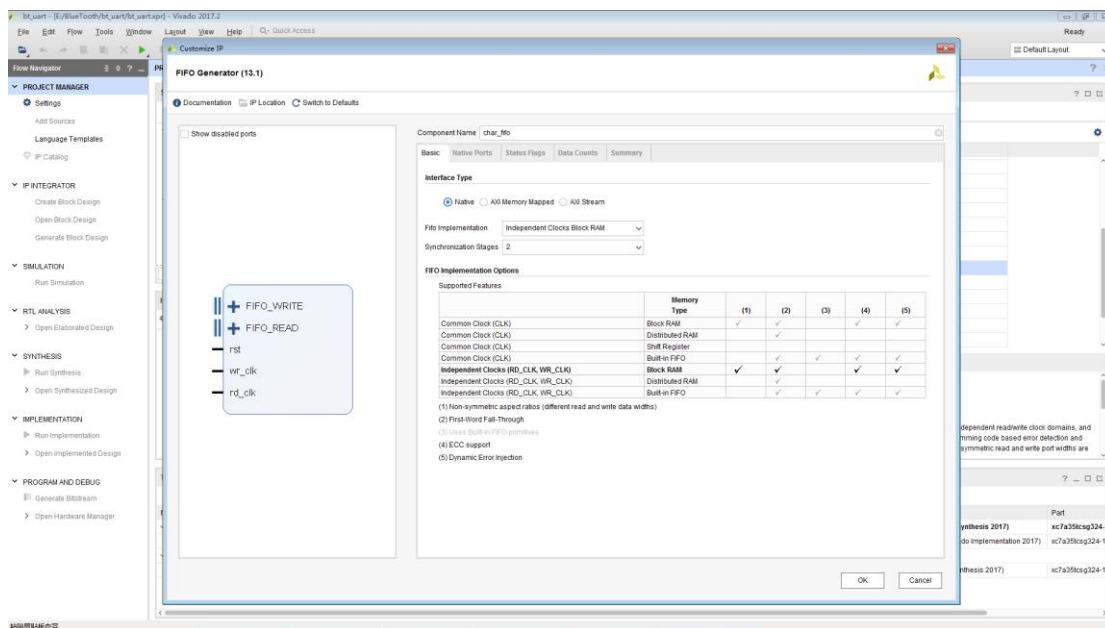 bt_uart - [E:/BlueTooth/bt_uart/bt_uart.xpr] - Vivado 2017.2
File Edit Flow Tools Window Layout View Help Quick Access
Ready
Default Layout
Flow Navigator
PROJECT MANAGER
Settings
Add Sources
Language Templates
IP Catalog
IP INTEGRATOR
Create Block Design
Open Block Design
Generate Block Design
SIMULATION
Run Simulation
RTL ANALYSIS
Open Elaborated Design
SYNTHESIS
Run Synthesis
Open Synthesized Design
IMPLEMENTATION
Run Implementation
Open Implemented Design
PROGRAM AND DEBUG
Generate Bitstream
Open Hardware Manager
Customize IP
FIFO Generator (13.1)
Documentation IP Location Switch to Defaults
Show disabled ports
FIFO_WRITE
FIFO_READ
rst
wr_clk
rd_clk
Component Name char_fifo
Basic Native Ports Status Flags Data Counts Summary
Interface Type
Native AXI Memory Mapped AXI Stream
Fifo Implementation Independent Clocks Block RAM
Synchronization Stages 2
FIFO Implementation Options
Supported Features
Memory Type (1) (2) (3) (4) (5)
Common Clock (CLK) Block RAM ✓ ✓ ✓ ✓
Common Clock (CLK) Distributed RAM ✓
Common Clock (CLK) Shift Register
Common Clock (CLK) Built-in FIFO ✓ ✓ ✓ ✓
Independent Clocks (RD_CLK, WR_CLK) Block RAM ✓ ✓ ✓ ✓
Independent Clocks (RD_CLK, WR_CLK) Distributed RAM ✓
Independent Clocks (RD_CLK, WR_CLK) Built-in FIFO ✓ ✓ ✓ ✓
(1) Non-symmetric aspect ratios (different read and write data widths)
(2) First-Word Fall-Through
(3) Uses Built-in FIFO primitives
(4) ECC support
(5) Dynamic Error Injection
OK Cancel
dependent read/write clock domains, and
mming code based error detection and
symmetric read and write port widths are
Part
ynthesis 2017) xc7a35tcsg324-1
do Implementation 2017) xc7a35tcsg324-1
nthesis 2017) xc7a35tcsg324-1